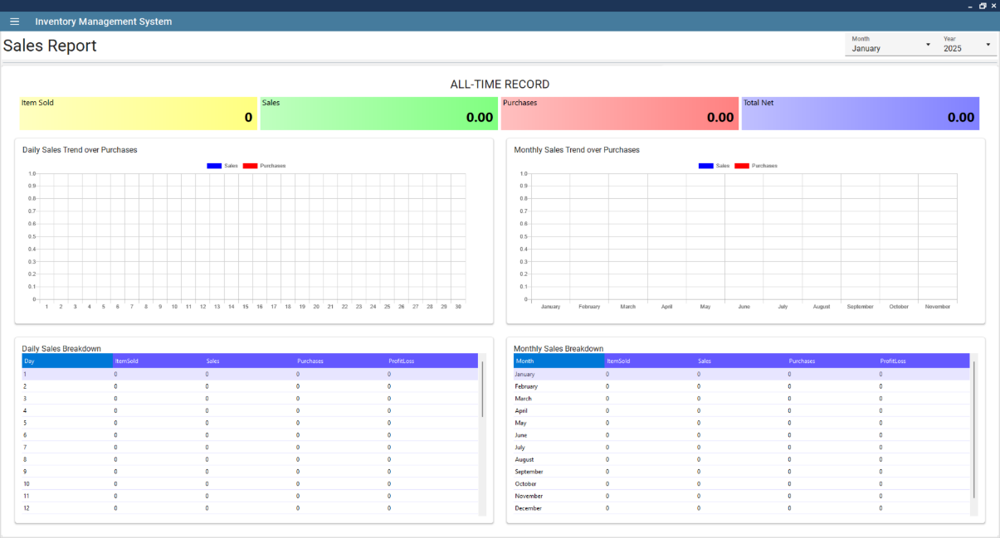 Inventory Management System
Sales Report
Month
January
Year
2025
ALL-TIME RECORD
Item Sold
0
Sales
0.00
Purchases
0.00
Total Net
0.00
Daily Sales Trend over Purchases
Sales Purchases
1.0
0.9
0.8
0.7
0.6
0.5
0.4
0.3
0.2
0.1
0
1 2 3 4 5 6 7 8 9 10 11 12 13 14 15 16 17 18 19 20 21 22 23 24 25 26 27 28 29 30
Monthly Sales Trend over Purchases
Sales Purchases
1.0
0.9
0.8
0.7
0.6
0.5
0.4
0.3
0.2
0.1
0
January February March April May June July August September October November
Daily Sales Breakdown
Day ItemSold Sales Purchases ProfitLoss
1 0 0 0 0
2 0 0 0 0
3 0 0 0 0
4 0 0 0 0
5 0 0 0 0
6 0 0 0 0
7 0 0 0 0
8 0 0 0 0
9 0 0 0 0
10 0 0 0 0
11 0 0 0 0
12 0 0 0 0
Monthly Sales Breakdown
Month ItemSold Sales Purchases ProfitLoss
January 0 0 0 0
February 0 0 0 0
March 0 0 0 0
April 0 0 0 0
May 0 0 0 0
June 0 0 0 0
July 0 0 0 0
August 0 0 0 0
September 0 0 0 0
October 0 0 0 0
November 0 0 0 0
December 0 0 0 0